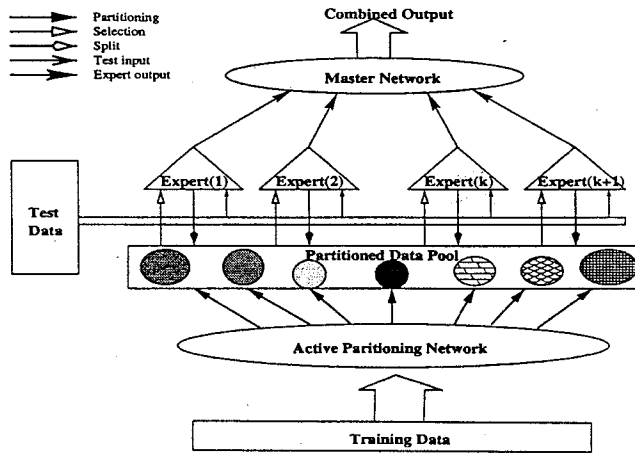 Partitioning
Selection
Split
Test input
Expert output
Combined Output
Master Network
Expert(1)
Expert(2)
Expert(k)
Expert(k+1)
Test
Data
Partitioned Data Pool
Active Partitioning Network
Training Data